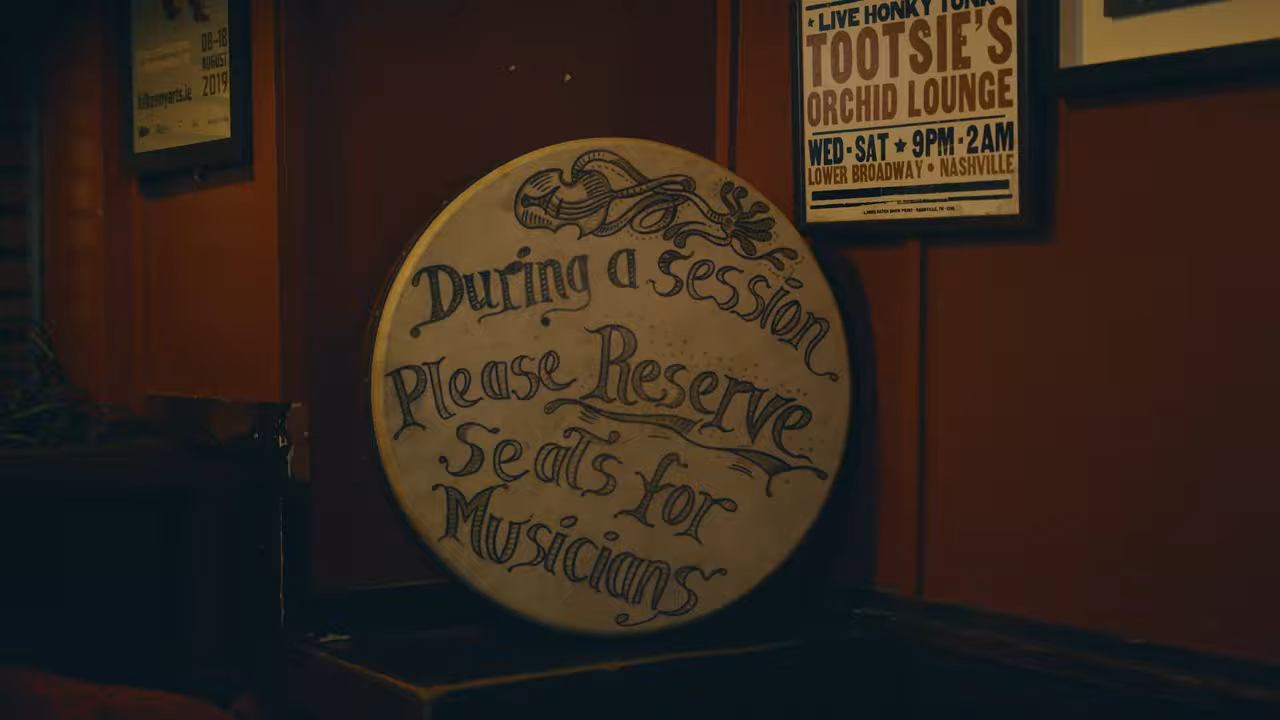 08-18
AUGUST
2019
kilkennyarts.ie
* LIVE HONKY TONK
TOOTSIE'S
ORCHID LOUNGE
WED-SAT ★ 9PM-2AM
LOWER BROADWAY • NASHVILLE
During a session
Please Reserve
Seats for
Musicians